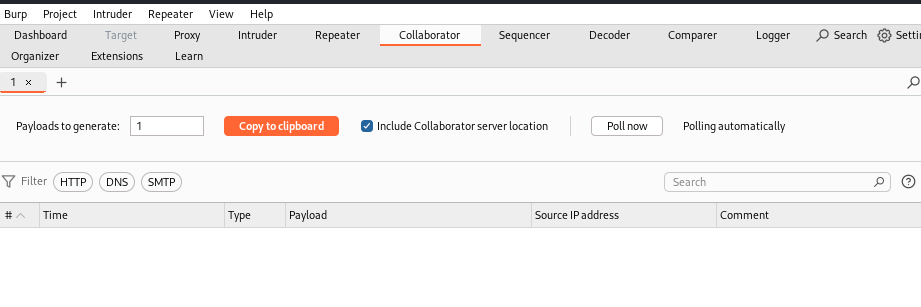 Burp Project Intruder Repeater View Help
Dashboard Target Proxy Intruder Repeater Collaborator Sequencer Decoder Comparer Logger Search Setti
Organizer Extensions Learn
1 × +
Payloads to generate: 1 Copy to clipboard Include Collaborator server location Poll now Polling automatically
Filter HTTP DNS SMTP Search ?
# Time Type Payload Source IP address Comment